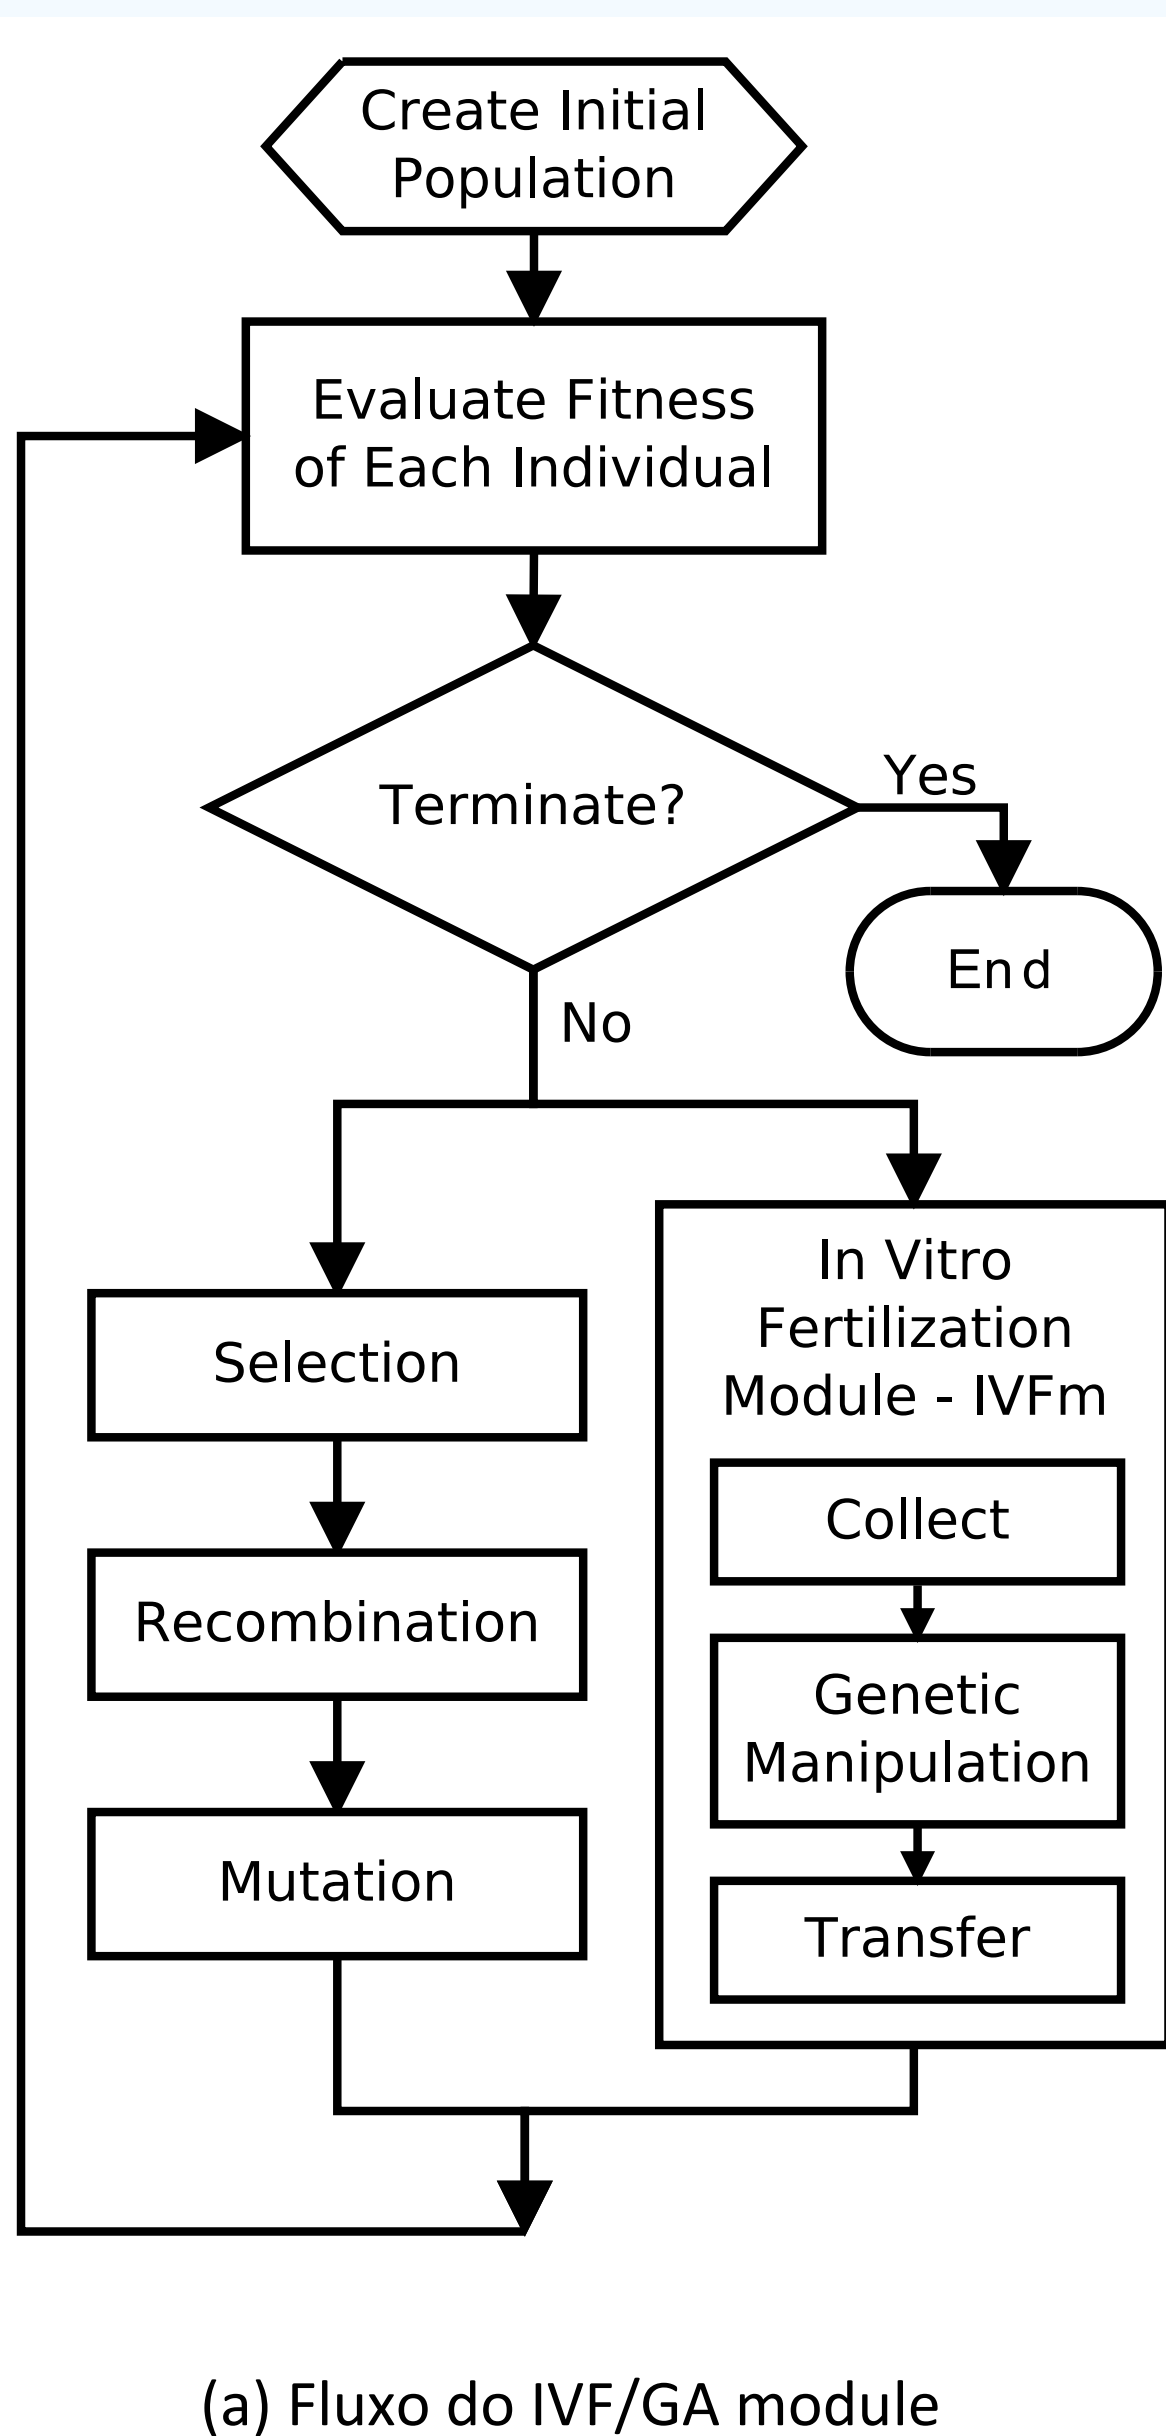 Create Initial
Population
Evaluate Fitness
of Each Individual
Terminate?
Yes
End
No
Selection
Recombination
Mutation
In Vitro
Fertilization
Module - IVFm
Collect
Genetic
Manipulation
Transfer
(a) Fluxo do IVF/GA module